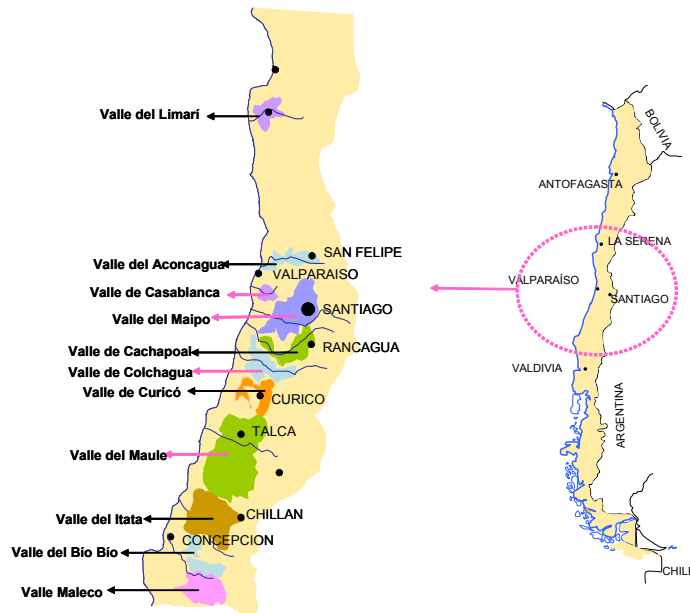 Valle del Limarí
Valle del Aconcagua
SAN FELIPE
VALPARAISO
Valle de Casablanca
Valle del Maipo
SANTIAGO
Valle de Cachapoal
RANCAGUA
Valle de Colchagua
Valle de Curicó
CURICO
TALCA
Valle del Maule
Valle del Itata
CHILLAN
CONCEPCION
Valle del Bío Bío
Valle Maleco
BOLIVIA
ANTOFAGASTA
LA SERENA
VALPARAÍSO
SANTIAGO
VALDIVIA
ARGENTINA
CHIL